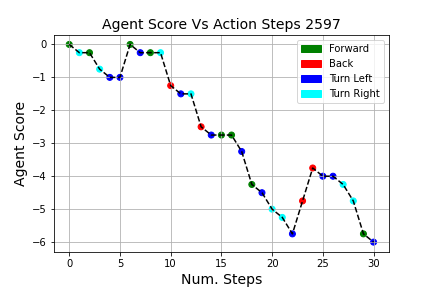 Agent Score Vs Action Steps 2597
Agent Score
0
−1
−2
−3
−4
−5
−6
Forward
Back
Turn Left
Turn Right
0 5 10 15 20 25 30
Num. Steps